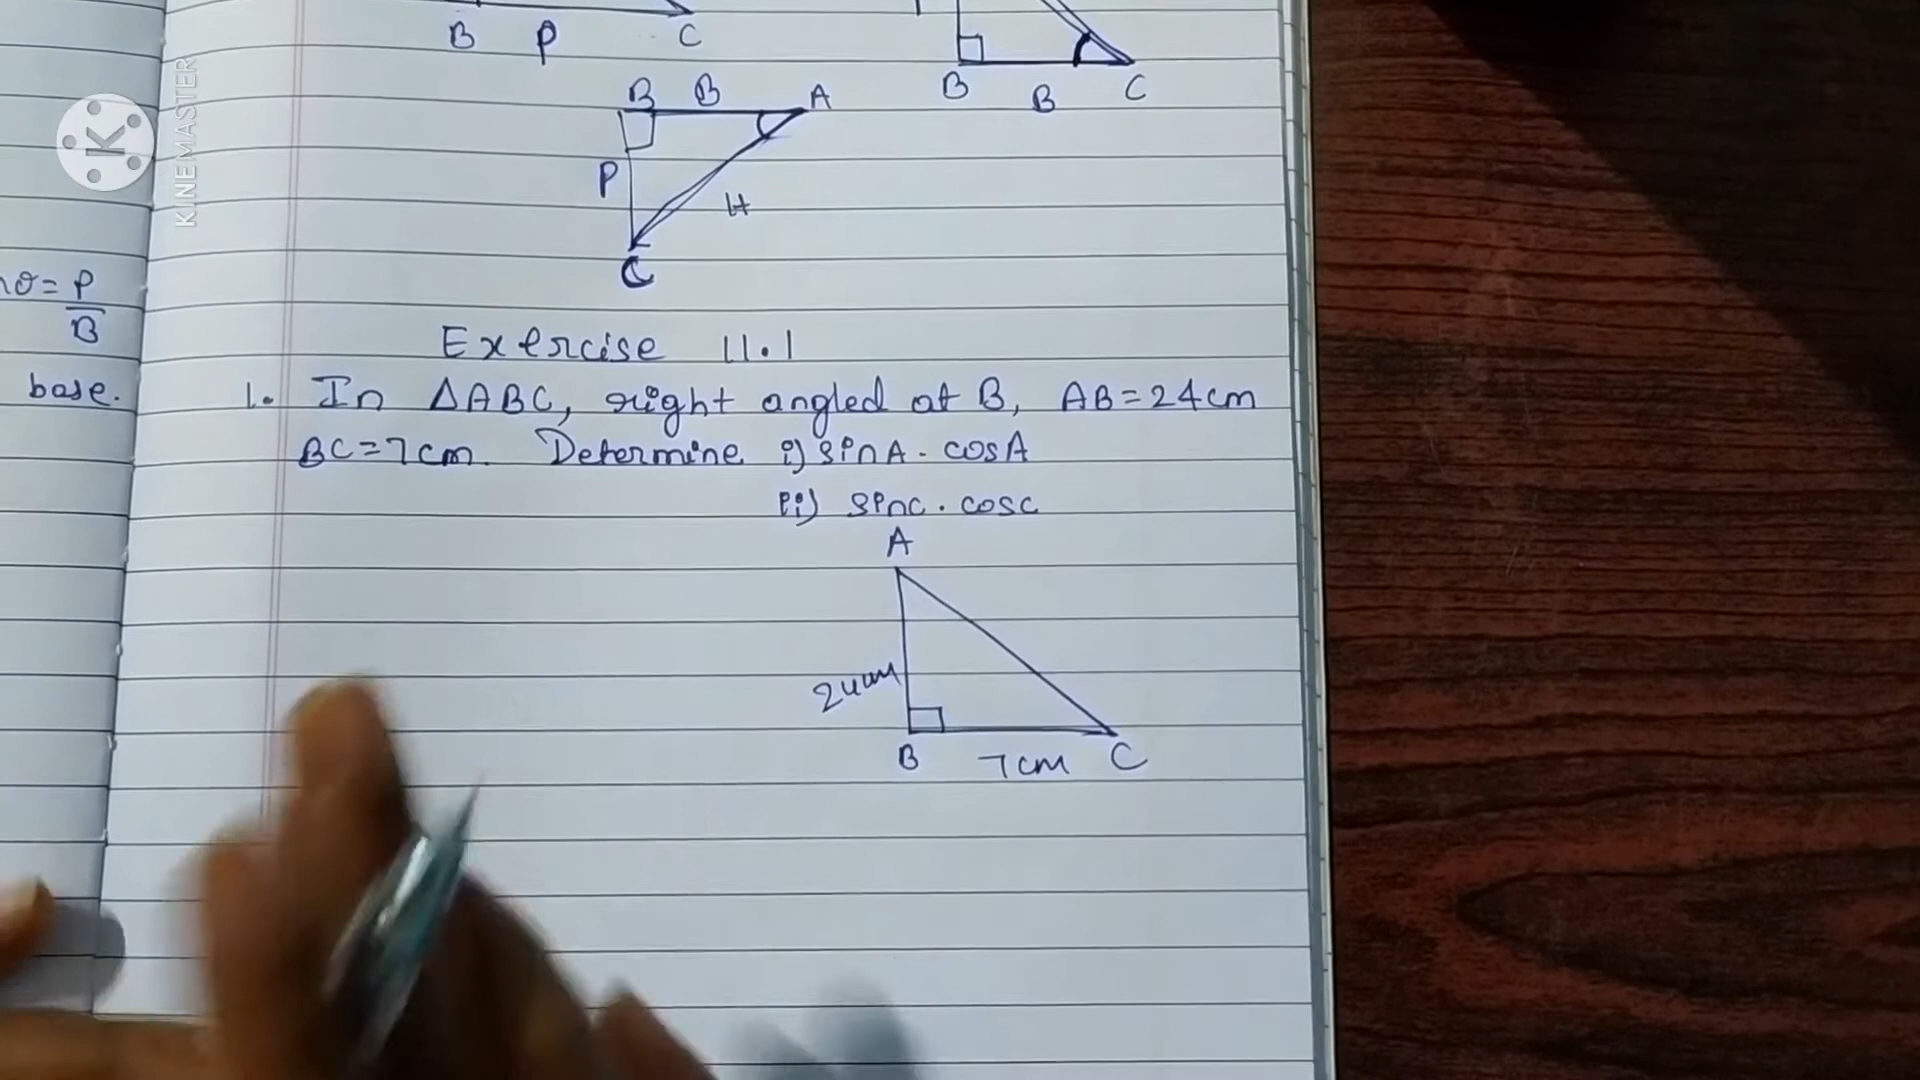 B P C
B B C
B B A
P
H
C
θ = P
B
base.
Exercise 11.1
1. In △ABC, right angled at B, AB = 24cm
BC = 7cm. Determine i) sinA . cosA
ii) sinc . cosc
A
24cm
B 7cm C
KINEMASTER